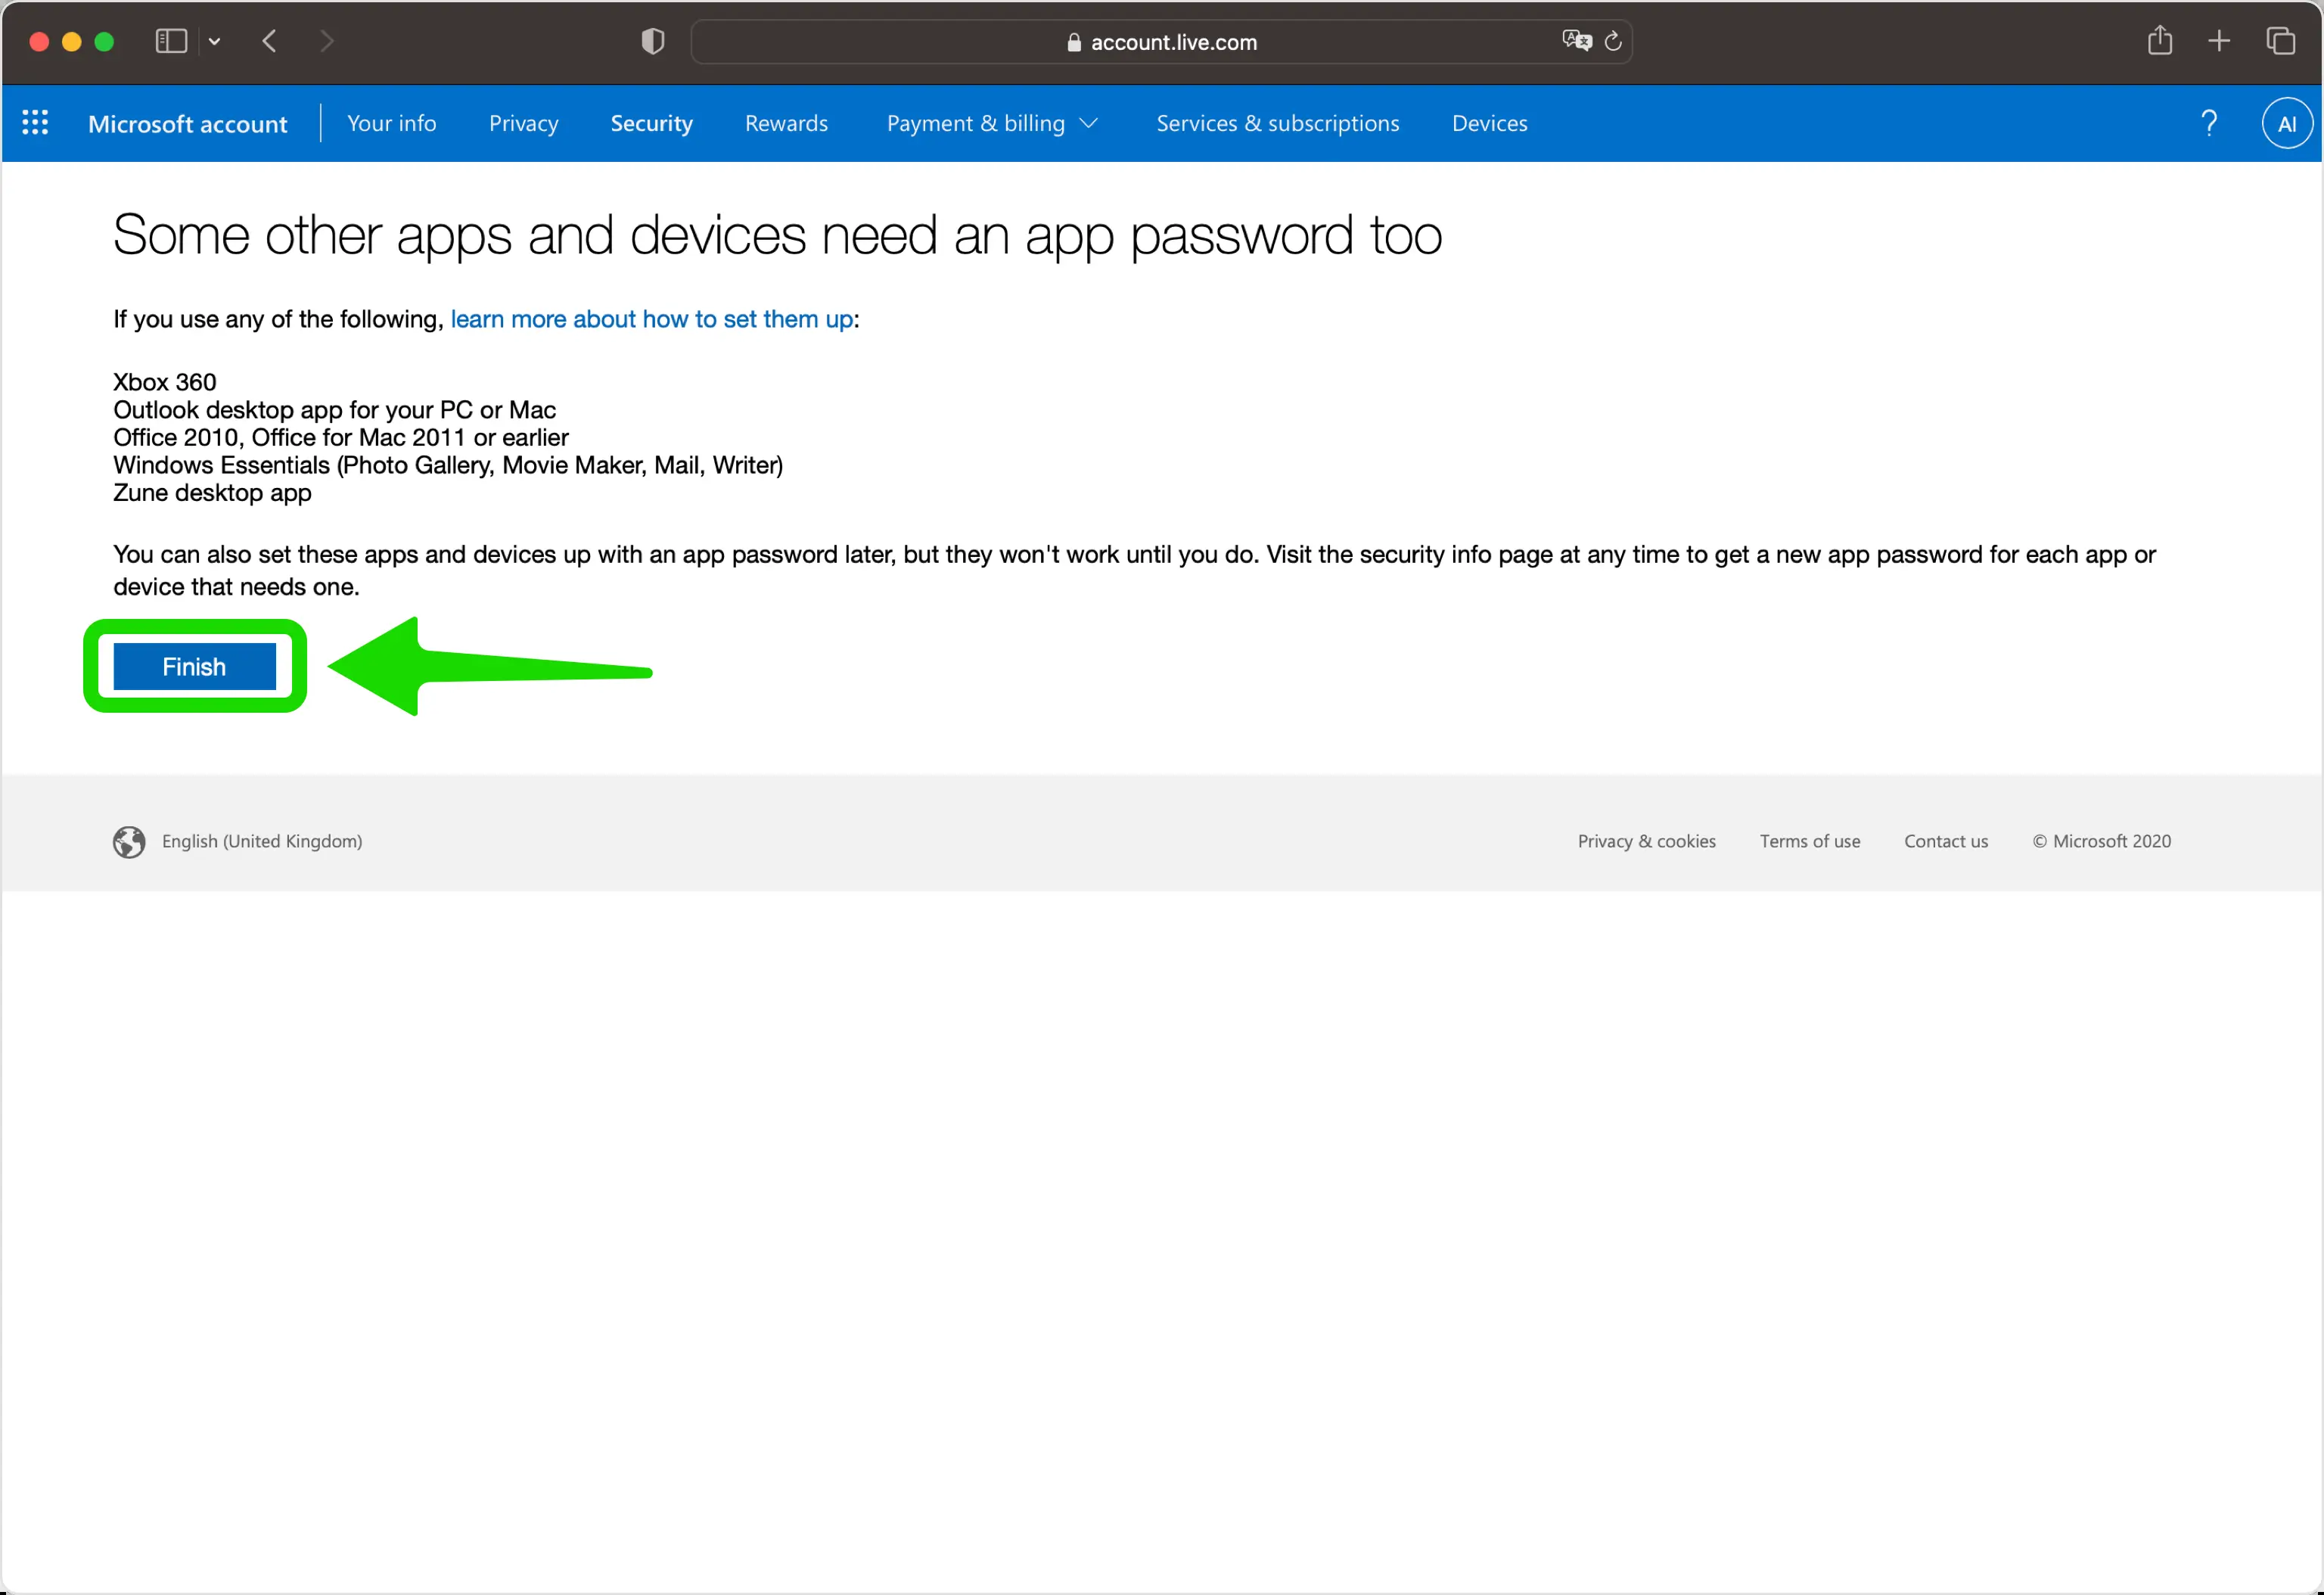 account.live.com
Microsoft account
Your info
Privacy
Security
Rewards
Payment & billing
Services & subscriptions
Devices
?
AI
Some other apps and devices need an app password too
If you use any of the following, learn more about how to set them up:
Xbox 360
Outlook desktop app for your PC or Mac
Office 2010, Office for Mac 2011 or earlier
Windows Essentials (Photo Gallery, Movie Maker, Mail, Writer)
Zune desktop app
You can also set these apps and devices up with an app password later, but they won't work until you do. Visit the security info page at any time to get a new app password for each app or
device that needs one.
Finish
English (United Kingdom)
Privacy & cookies
Terms of use
Contact us
© Microsoft 2020